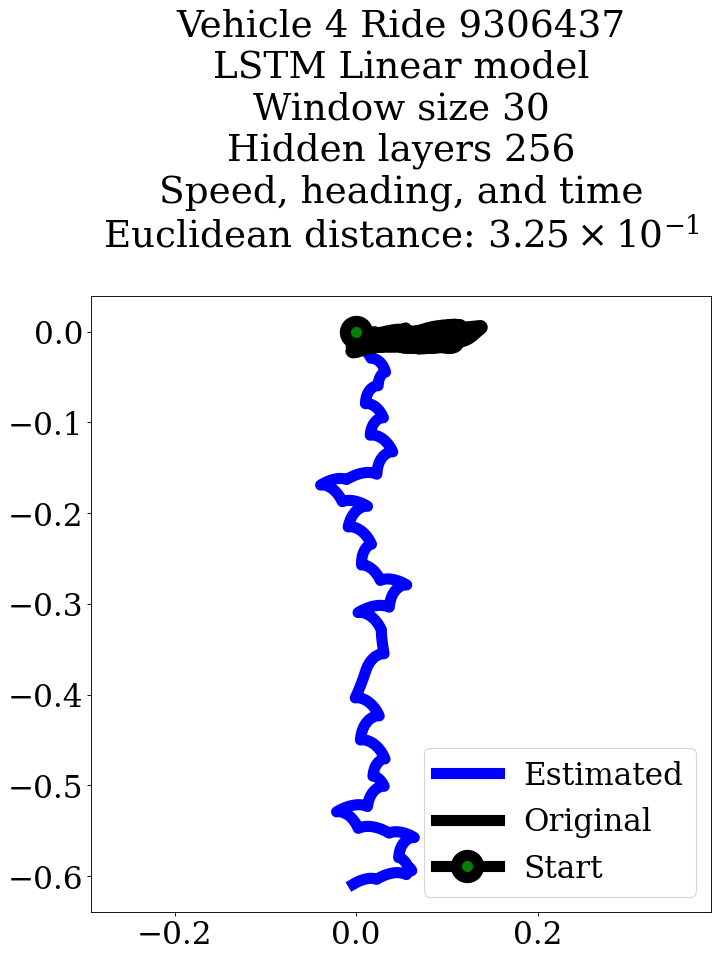 Vehicle 4 Ride 9306437
LSTM Linear model
Window size 30
Hidden layers 256
Speed, heading, and time
Euclidean distance: 3.25 × 10⁻¹
0.0
−0.1
−0.2
−0.3
−0.4
−0.5
−0.6
Estimated
Original
Start
−0.2 0.0 0.2